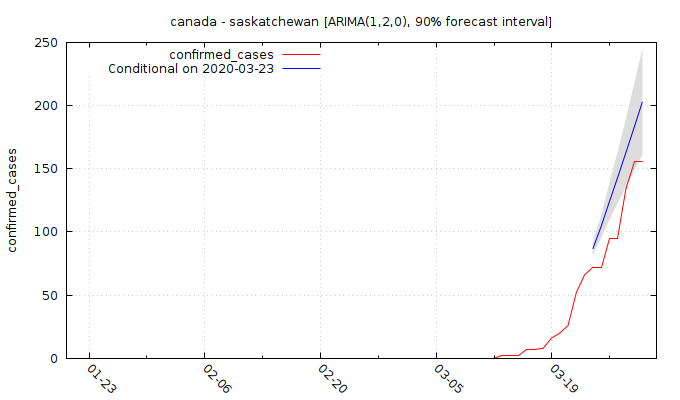 canada - saskatchewan [ARIMA(1,2,0), 90% forecast interval]
confirmed_cases
Conditional on 2020-03-23
confirmed_cases
250
200
150
100
50
0
01-23
02-06
02-20
03-05
03-19